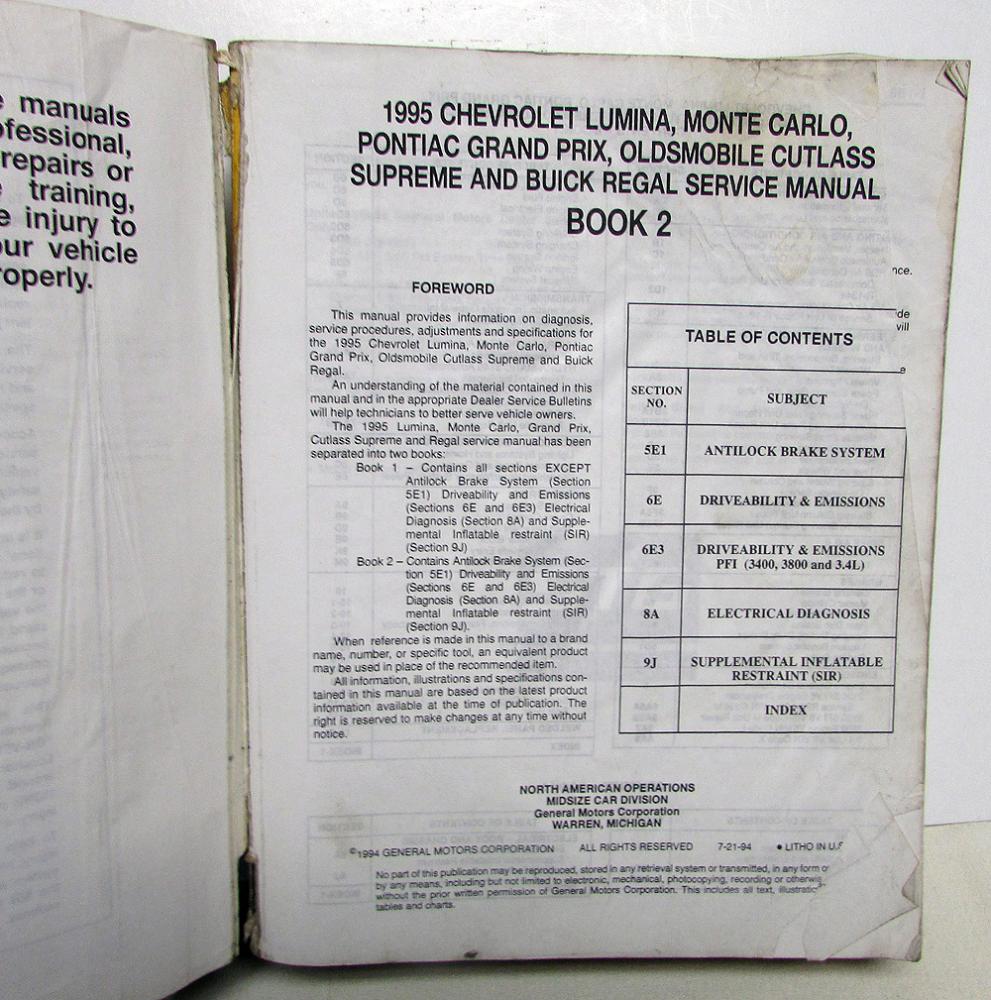 manuals
repairs or
training,
injury to
vehicle
1995 CHEVROLET LUMINA, MONTE CARLO,
PONTIAC GRAND PRIX, OLDSMOBILE CUTLASS
SUPREME AND BUICK REGAL SERVICE MANUAL
BOOK 2
FOREWORD
This manual provides information on diagnosis,
service procedures, adjustments and specifications for
the 1995 Chevrolet Lumina, Monte Carlo, Pontiac
Grand Prix, Oldsmobile Cutlass Supreme and Buick
Regal.
An understanding of the material contained in this
manual and in the appropriate Dealer Service Bulletins
will help technicians to better serve vehicle owners.
The 1995 Lumina, Monte Carlo, Grand Prix,
Cutlass Supreme and Regal service manual has been
separated into two books:
Book 1 – Contains all sections EXCEPT
Antilock Brake System (Section
5E1) Driveability and Emissions
(Sections 6E and 6E3) Electrical
Diagnosis (Section 8A) and Supple-
mental Inflatable restraint (SIR)
(Section 9J)
Book 2 – Contains Antilock Brake System (Sec-
tion 5E1) Driveability and Emissions
(Sections 6E and 6E3) Electrical
Diagnosis (Section 8A) and Supple-
mental Inflatable restraint (SIR)
(Section 9J).
When reference is made in this manual to a brand
name, number, or specific tool, an equivalent product
may be used in place of the recommended item.
All information, illustrations and specifications con-
tained in this manual are based on the latest product
information available at the time of publication. The
right is reserved to make changes at any time without
notice.
TABLE OF CONTENTS
SECTION NO. SUBJECT
5E1 ANTILOCK BRAKE SYSTEM
6E DRIVEABILITY & EMISSIONS
6E3 DRIVEABILITY & EMISSIONS
PFI (3400, 3800 and 3.4L)
8A ELECTRICAL DIAGNOSIS
9J SUPPLEMENTAL INFLATABLE
RESTRAINT (SIR)
INDEX
NORTH AMERICAN OPERATIONS
MIDSIZE CAR DIVISION
General Motors Corporation
WARREN, MICHIGAN
©1994 GENERAL MOTORS CORPORATION ALL RIGHTS RESERVED 7-21-94 • LITHO IN U.S
No part of this publication may be reproduced, stored in any retrieval system or transmitted, in any form
by any means, including but not limited to electronic, mechanical, photocopying, recording or
without the prior written permission of General Motors Corporation. This includes all text,
tables and charts.